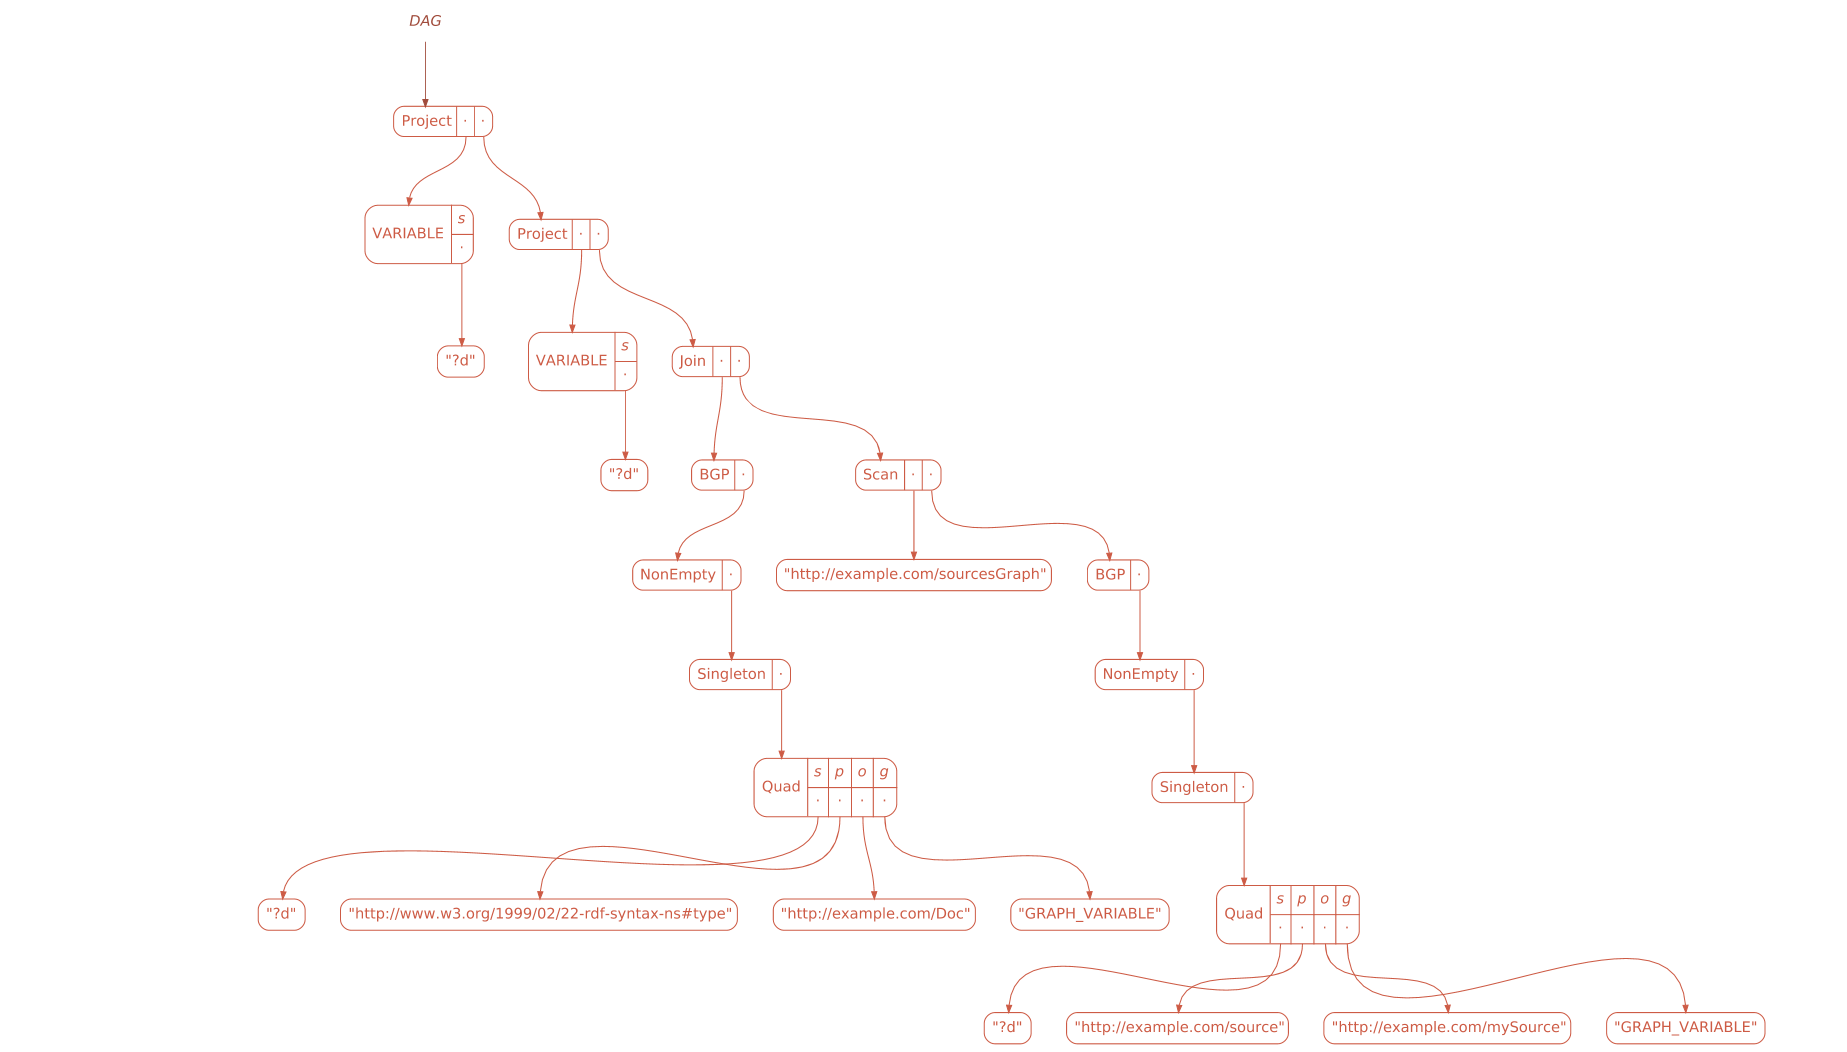 DAG
Project · ·
VARIABLE s ·
Project · ·
"?d"
VARIABLE s ·
Join · ·
"?d"
BGP ·
Scan · ·
NonEmpty ·
"http://example.com/sourcesGraph"
BGP ·
Singleton ·
NonEmpty ·
Quad s p o g · · · ·
Singleton ·
"?d"
"http://www.w3.org/1999/02/22-rdf-syntax-ns#type"
"http://example.com/Doc"
"GRAPH_VARIABLE"
Quad s p o g · · · ·
"?d"
"http://example.com/source"
"http://example.com/mySource"
"GRAPH_VARIABLE"